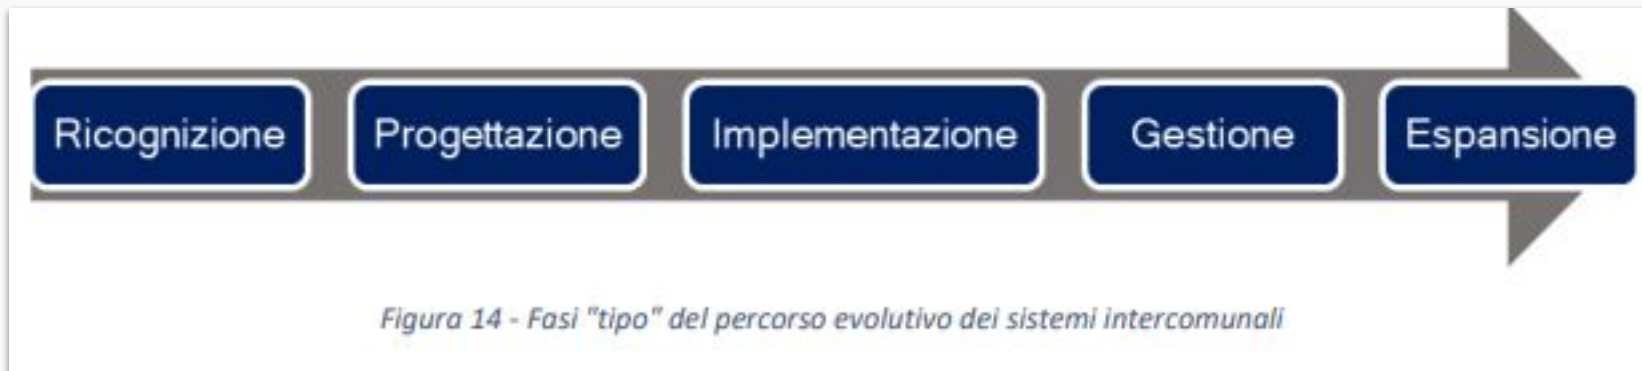 Ricognizione Progettazione Implementazione Gestione Espansione
Figura 14 - Fasi "tipo" del percorso evolutivo dei sistemi intercomunali